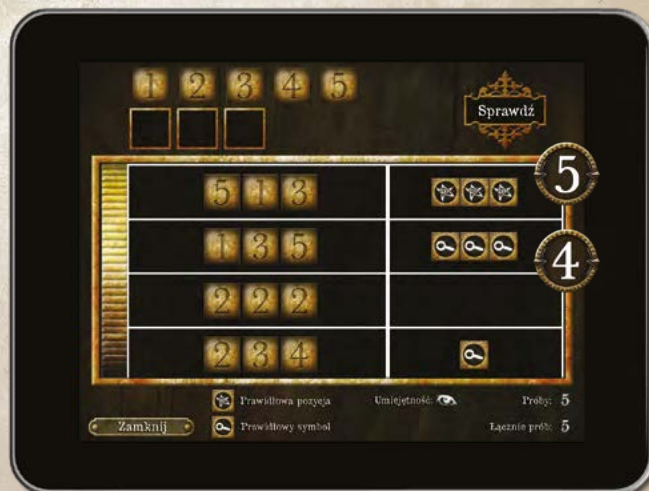 1 2 3 4 5
Sprawdź
5 1 3
5
1 3 5
4
2 2 2
2 3 4
Prawidłowa pozycja
Umiejętność:
Próby: 5
Zamknij
Prawidłowy symbol
Łącznie prób: 5